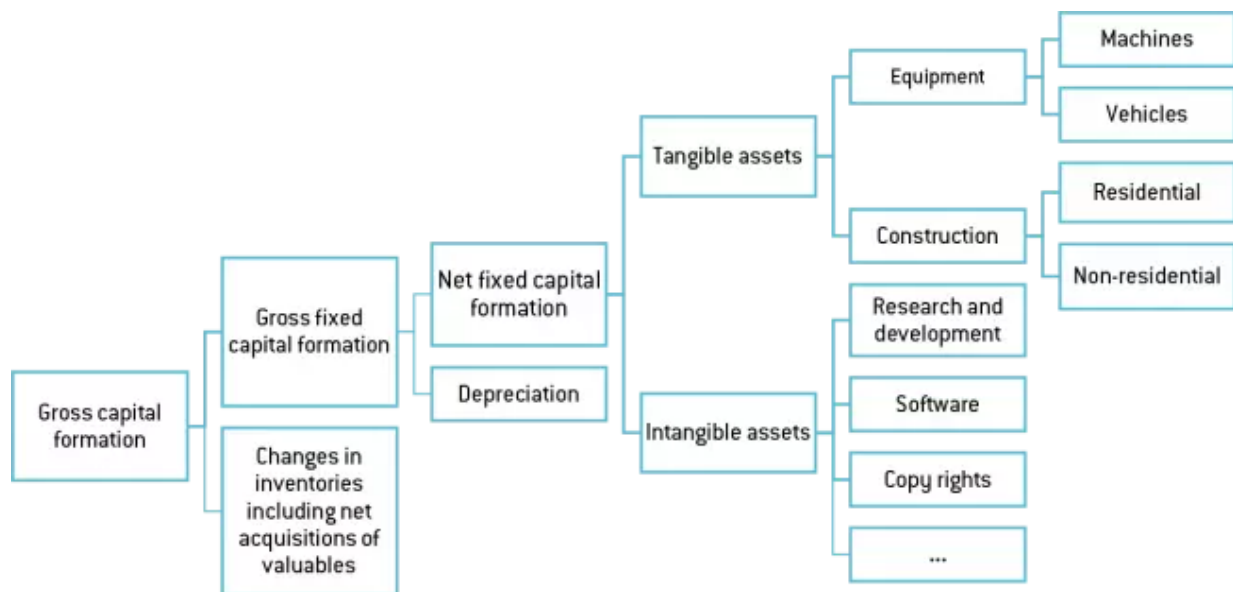 Gross capital
formation
Gross fixed
capital formation
Changes in
inventories
including net
acquisitions of
valuables
Net fixed capital
formation
Depreciation
Tangible assets
Intangible assets
Equipment
Construction
Research and
development
Software
Copy rights
...
Machines
Vehicles
Residential
Non-residential